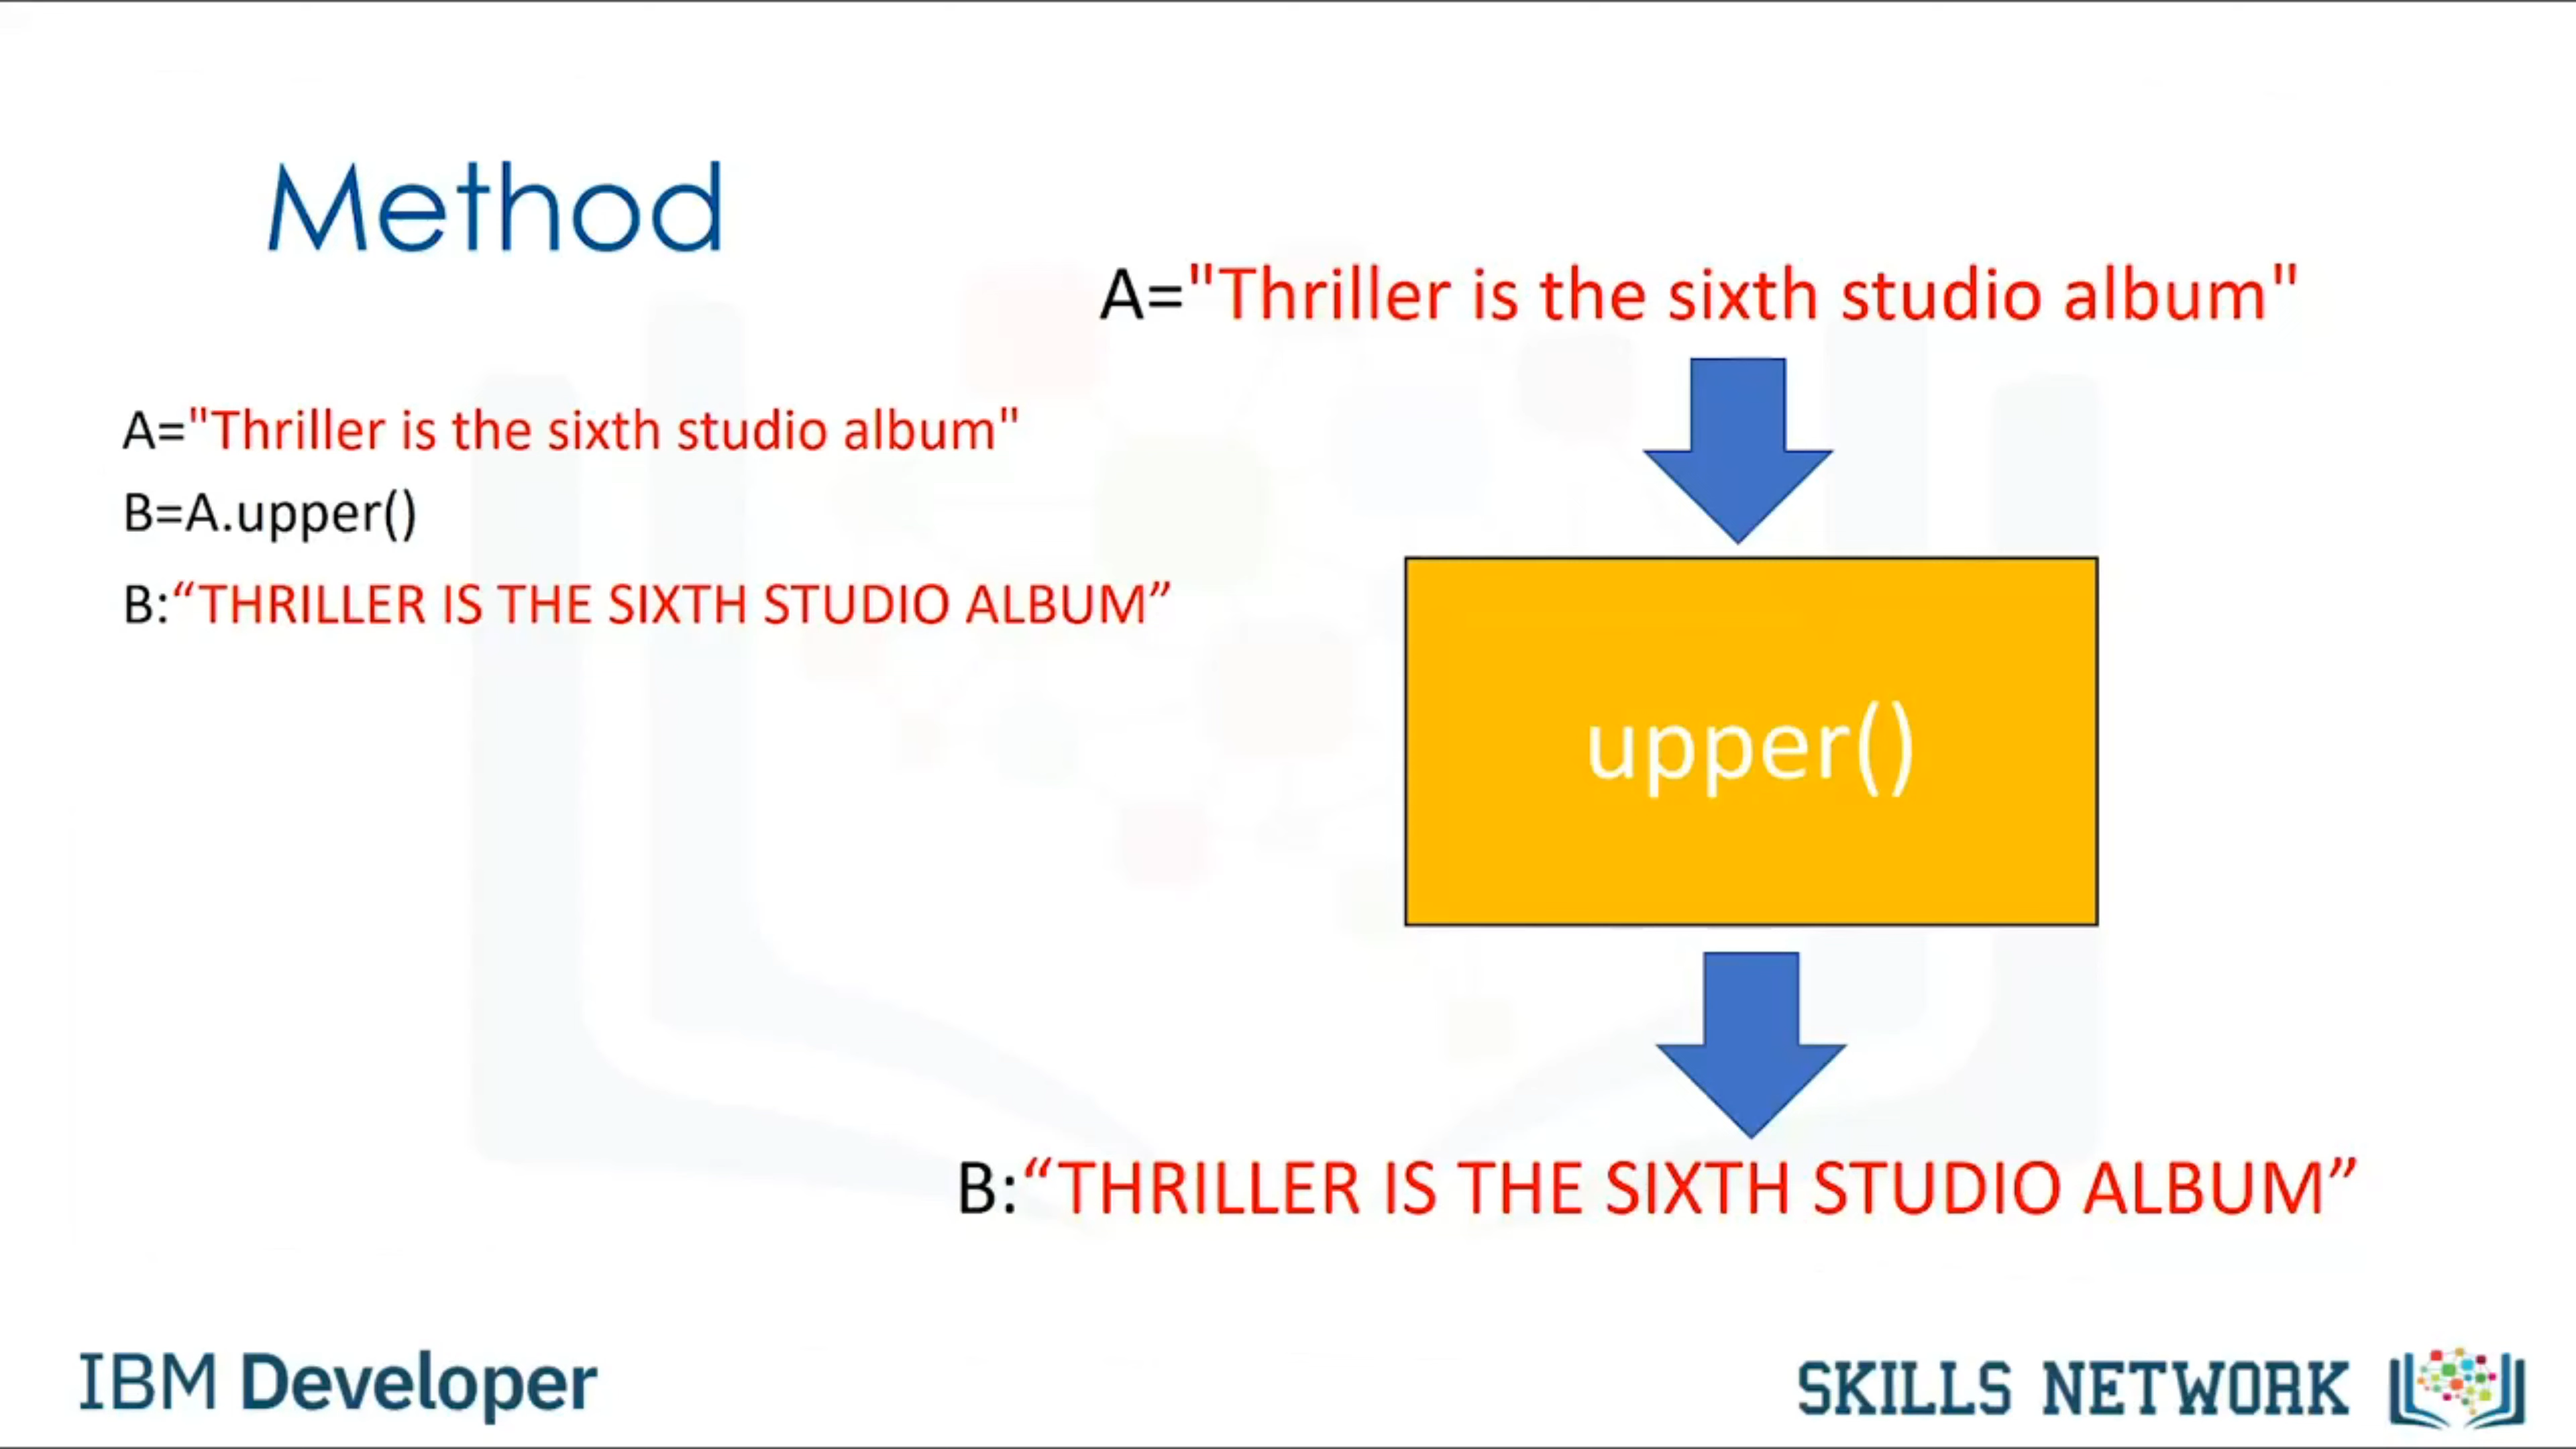 Method
A="Thriller is the sixth studio album"
B=A.upper()
B:“THRILLER IS THE SIXTH STUDIO ALBUM”
A="Thriller is the sixth studio album"
upper()
B:“THRILLER IS THE SIXTH STUDIO ALBUM”
IBM Developer
SKILLS NETWORK